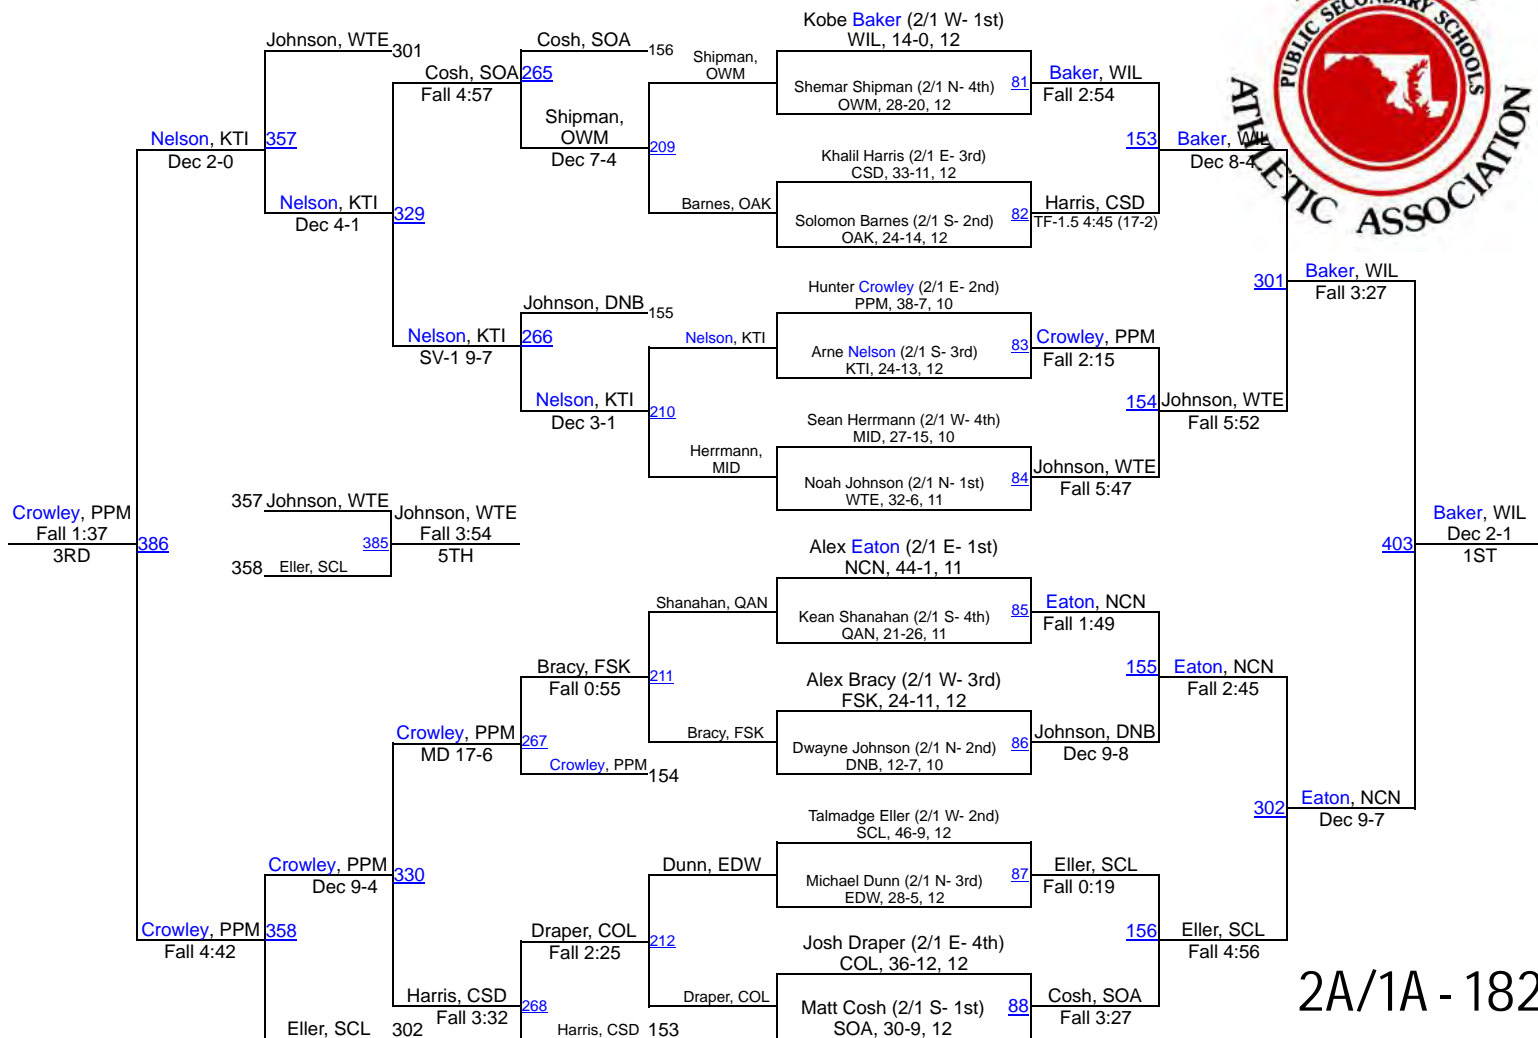 Johnson, WTE
301
Nelson, KTI
357
Dec 2-0
Nelson, KTI
Dec 4-1
329
Cosh, SOA
265
Fall 4:57
Cosh, SOA
156
Shipman,
OWM
Dec 7-4
209
Shipman,
OWM
Barnes, OAK
Nelson, KTI
266
SV-1 9-7
Johnson, DNB
155
Nelson, KTI
210
Dec 3-1
Nelson, KTI
Herrmann,
MID
Crowley, PPM
Fall 1:37
3RD
386
357 Johnson, WTE
358 Eller, SCL
385
Johnson, WTE
Fall 3:54
5TH
Crowley, PPM
358
Fall 4:42
Crowley, PPM
330
Dec 9-4
Eller, SCL 302
Crowley, PPM
267
MD 17-6
Bracy, FSK
211
Fall 0:55
Crowley, PPM
154
Shanahan, QAN
Bracy, FSK
Harris, CSD
268
Fall 3:32
Draper, COL
212
Fall 2:25
Harris, CSD 153
Dunn, EDW
Draper, COL
Kobe Baker (2/1 W- 1st)
WIL, 14-0, 12
Shemar Shipman (2/1 N- 4th)
OWM, 28-20, 12
81
Khalil Harris (2/1 E- 3rd)
CSD, 33-11, 12
Solomon Barnes (2/1 S- 2nd)
OAK, 24-14, 12
82
Hunter Crowley (2/1 E- 2nd)
PPM, 38-7, 10
Arne Nelson (2/1 S- 3rd)
KTI, 24-13, 12
83
Sean Herrmann (2/1 W- 4th)
MID, 27-15, 10
Noah Johnson (2/1 N- 1st)
WTE, 32-6, 11
84
Alex Eaton (2/1 E- 1st)
NCN, 44-1, 11
Kean Shanahan (2/1 S- 4th)
QAN, 21-26, 11
85
Alex Bracy (2/1 W- 3rd)
FSK, 24-11, 12
Dwayne Johnson (2/1 N- 2nd)
DNB, 12-7, 10
86
Talmadge Eller (2/1 W- 2nd)
SCL, 46-9, 12
Michael Dunn (2/1 N- 3rd)
EDW, 28-5, 12
87
Josh Draper (2/1 E- 4th)
COL, 36-12, 12
Matt Cosh (2/1 S- 1st)
SOA, 30-9, 12
88
Baker, WIL
Fall 2:54
Harris, CSD
TF-1.5 4:45 (17-2)
153
Baker, WIL
Dec 8-4
Crowley, PPM
Fall 2:15
Johnson, WTE
Fall 5:47
154
Johnson, WTE
Fall 5:52
301
Baker, WIL
Fall 3:27
Eaton, NCN
Fall 1:49
Johnson, DNB
Dec 9-8
155
Eaton, NCN
Fall 2:45
Eller, SCL
Fall 0:19
Cosh, SOA
Fall 3:27
156
Eller, SCL
Fall 4:56
302
Eaton, NCN
Dec 9-7
403
Baker, WIL
Dec 2-1
1ST
PUBLIC SECONDARY SCHOOLS
ATHLETIC ASSOCIATION
2A/1A - 182